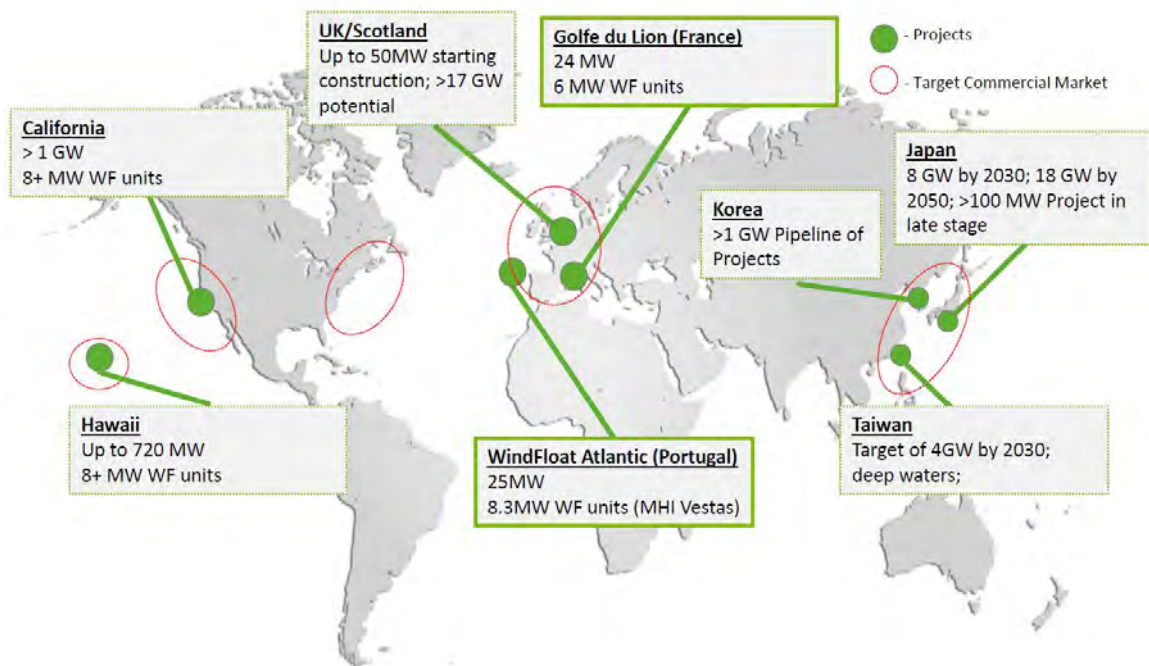 UK/Scotland
Up to 50MW starting
construction; >17 GW
potential
Golfe du Lion (France)
24 MW
6 MW WF units
- Projects
- Target Commercial Market
California
> 1 GW
8+ MW WF units
Japan
8 GW by 2030; 18 GW by
2050; >100 MW Project in
late stage
Korea
>1 GW Pipeline of
Projects
Hawaii
Up to 720 MW
8+ MW WF units
WindFloat Atlantic (Portugal)
25MW
8.3MW WF units (MHI Vestas)
Taiwan
Target of 4GW by 2030;
deep waters;